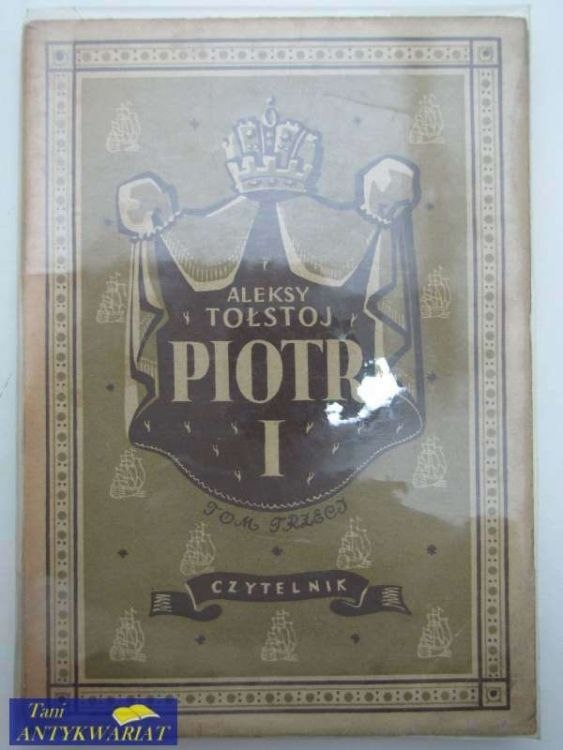 ALEKSY
TOŁSTOJ
PIOTR
I
TOM TRZECI
CZYTELNIK
Tani
ANTYKWARIAT